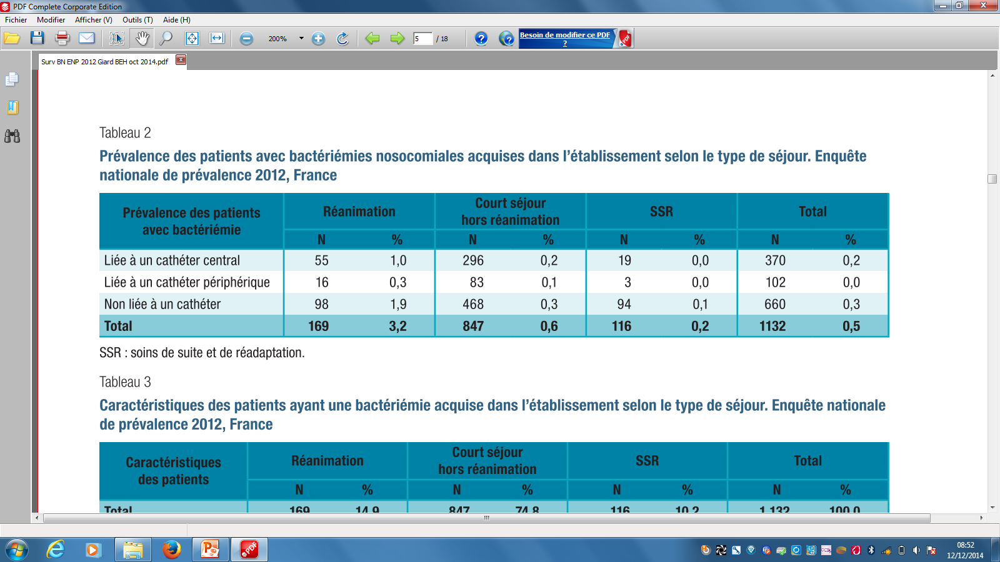 PDF Complete Corporate Edition
Fichier Modifier Afficher (V) Outils (T) Aide (H)
200% 5 / 18 Besoin de modifier ce PDF
?
Surv BN ENP 2012 Giard BEH oct 2014.pdf
Tableau 2
Prévalence des patients avec bactériémies nosocomiales acquises dans l’établissement selon le type de séjour. Enquête
nationale de prévalence 2012, France
Prévalence des patients avec bactériémie Réanimation Court séjour hors réanimation SSR Total
N % N % N % N %
Liée à un cathéter central 55 1,0 296 0,2 19 0,0 370 0,2
Liée à un cathéter périphérique 16 0,3 83 0,1 3 0,0 102 0,0
Non liée à un cathéter 98 1,9 468 0,3 94 0,1 660 0,3
Total 169 3,2 847 0,6 116 0,2 1132 0,5
SSR : soins de suite et de réadaptation.
Tableau 3
Caractéristiques des patients ayant une bactériémie acquise dans l’établissement selon le type de séjour. Enquête nationale
de prévalence 2012, France
Caractéristiques des patients Réanimation Court séjour hors réanimation SSR Total
N % N % N % N %
Total 169 14,9 847 74,8 116 10,2 1 132 100,0
08:52
12/12/2014